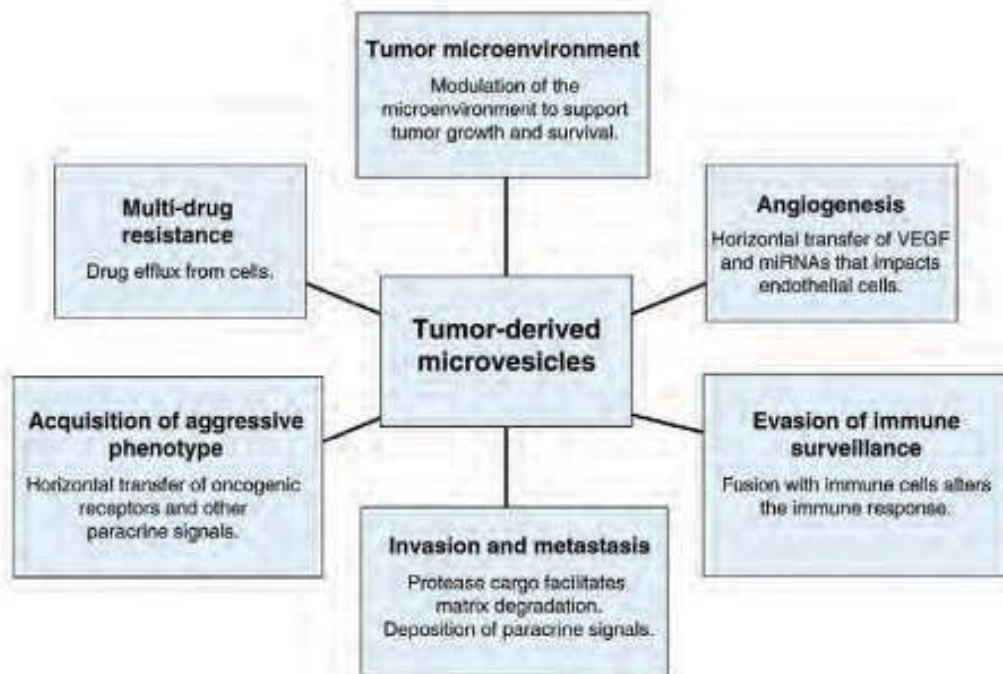 Tumor microenvironment
Modulation of the
microenvironment to support
tumor growth and survival.
Multi-drug
resistance
Drug efflux from cells.
Angiogenesis
Horizontal transfer of VEGF
and miRNAs that impacts
endothelial cells.
Tumor-derived
microvesicles
Acquisition of aggressive
phenotype
Horizontal transfer of oncogenic
receptors and other
paracrine signals.
Evasion of immune
surveillance
Fusion with immune cells alters
the immune response.
Invasion and metastasis
Protease cargo facilitates
matrix degradation.
Deposition of paracrine signals.